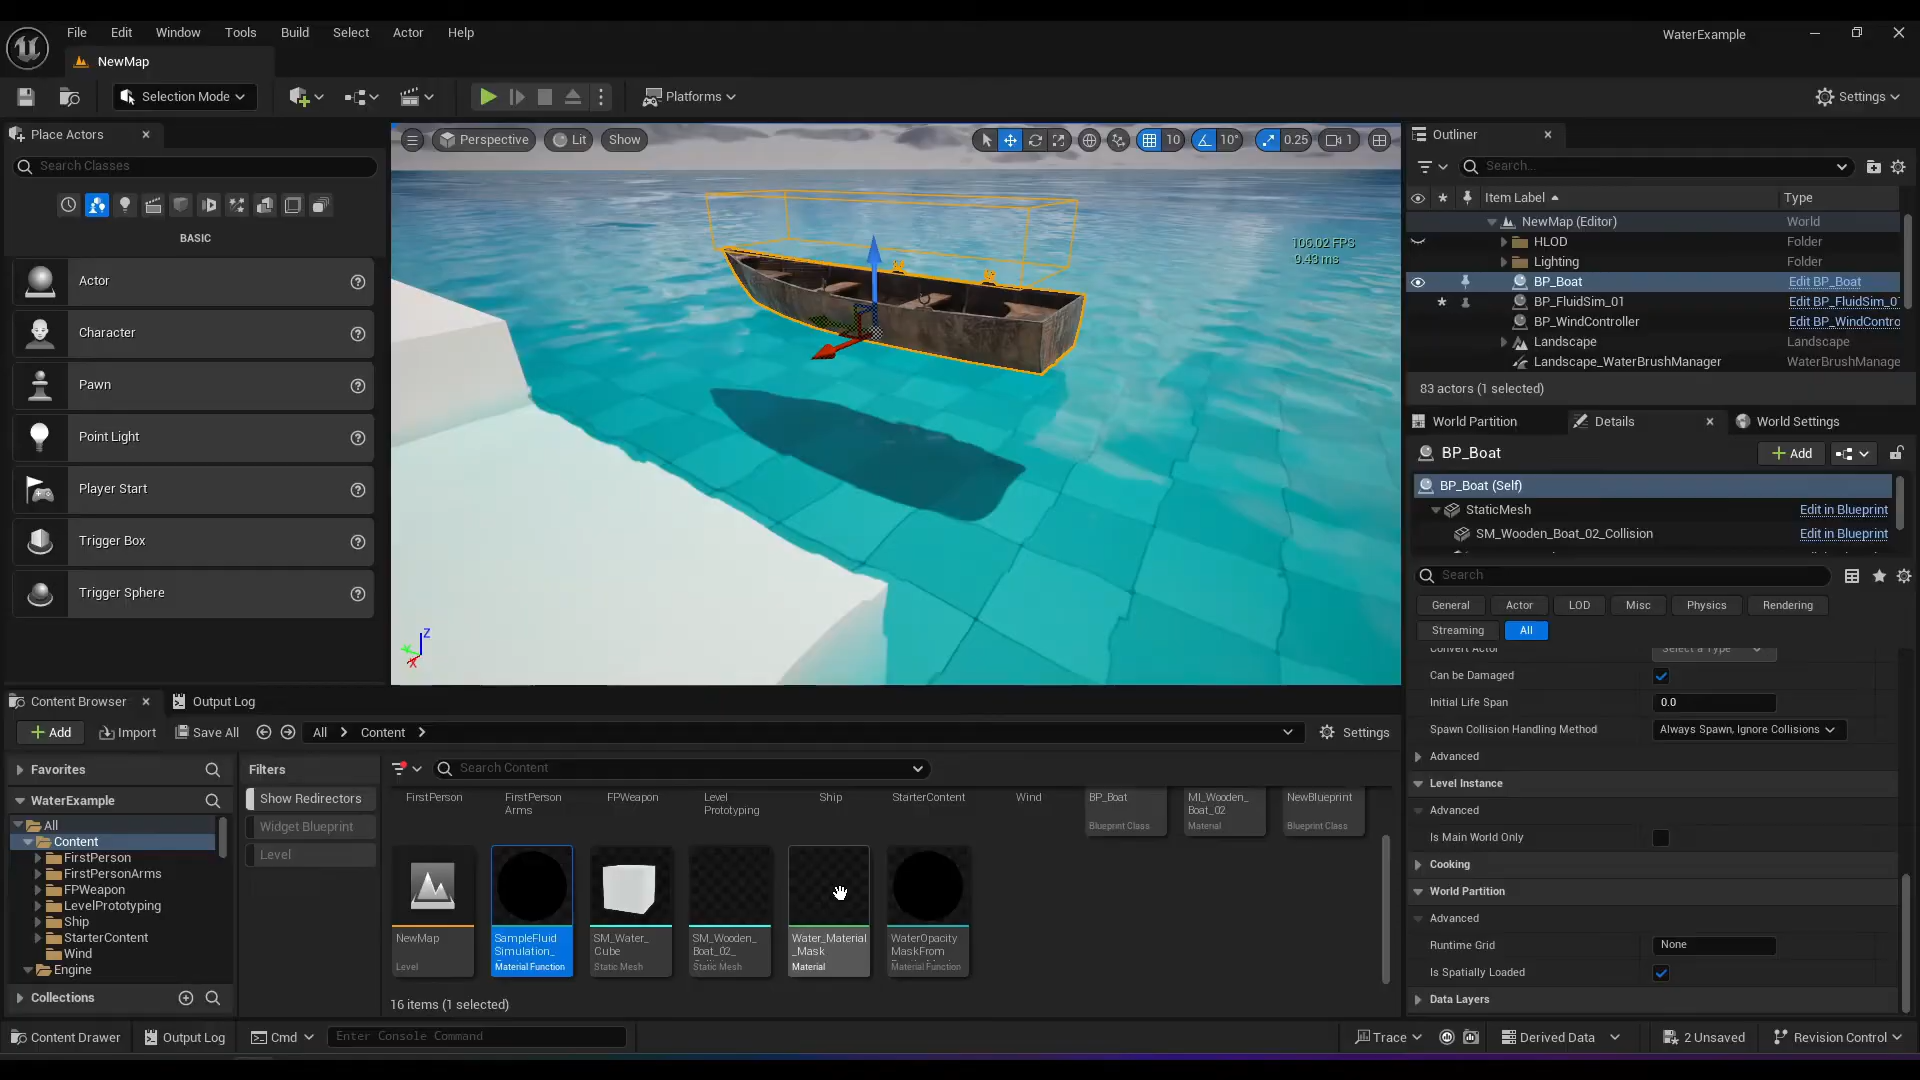 File Edit Window Tools Build Select Actor Help
WaterExample
NewMap
Selection Mode
Platforms
Settings
Place Actors
Search Classes
BASIC
Actor
Character
Pawn
Point Light
Player Start
Trigger Box
Trigger Sphere
Perspective
Lit
Show
10
10°
0.25
1
106.02 FPS
9.43 ms
Z
X
Outliner
Search...
Item Label
Type
NewMap (Editor)
World
HLOD
Folder
Lighting
Folder
BP_Boat
Edit BP_Boat
BP_FluidSim_01
Edit BP_FluidSim_0
BP_WindController
Edit BP_WindContro
Landscape
Landscape
Landscape_WaterBrushManager
WaterBrushManage
83 actors (1 selected)
World Partition
Details
World Settings
BP_Boat
Add
BP_Boat (Self)
StaticMesh
Edit in Blueprint
SM_Wooden_Boat_02_Collision
Edit in Blueprint
Search
General
Actor
LOD
Misc
Physics
Rendering
Streaming
All
Convert Actor
Select a Type
Can be Damaged
Initial Life Span
0.0
Spawn Collision Handling Method
Always Spawn, Ignore Collisions
Advanced
Level Instance
Advanced
Is Main World Only
Cooking
World Partition
Advanced
Runtime Grid
None
Is Spatially Loaded
Data Layers
Content Browser
Output Log
Add
Import
Save All
All
Content
Settings
Favorites
WaterExample
All
Content
FirstPerson
FirstPersonArms
FPWeapon
LevelPrototyping
Ship
StarterContent
Wind
Engine
Collections
Filters
Show Redirectors
Widget Blueprint
Level
Search Content
FirstPerson
FirstPerson
Arms
FPWeapon
Level
Prototyping
Ship
StarterContent
Wind
BP_Boat
Blueprint Class
MI_Wooden_
Boat_02
Material
NewBlueprint
Blueprint Class
NewMap
Level
SampleFluid
Simulation_
Material Function
SM_Water_
Cube
Static Mesh
SM_Wooden_
Boat_02_
Static Mesh
Water_Material
_Mask
Material
WaterOpacity
MaskFrom
Material Function
16 items (1 selected)
Content Drawer
Output Log
Cmd
Enter Console Command
Trace
Derived Data
2 Unsaved
Revision Control